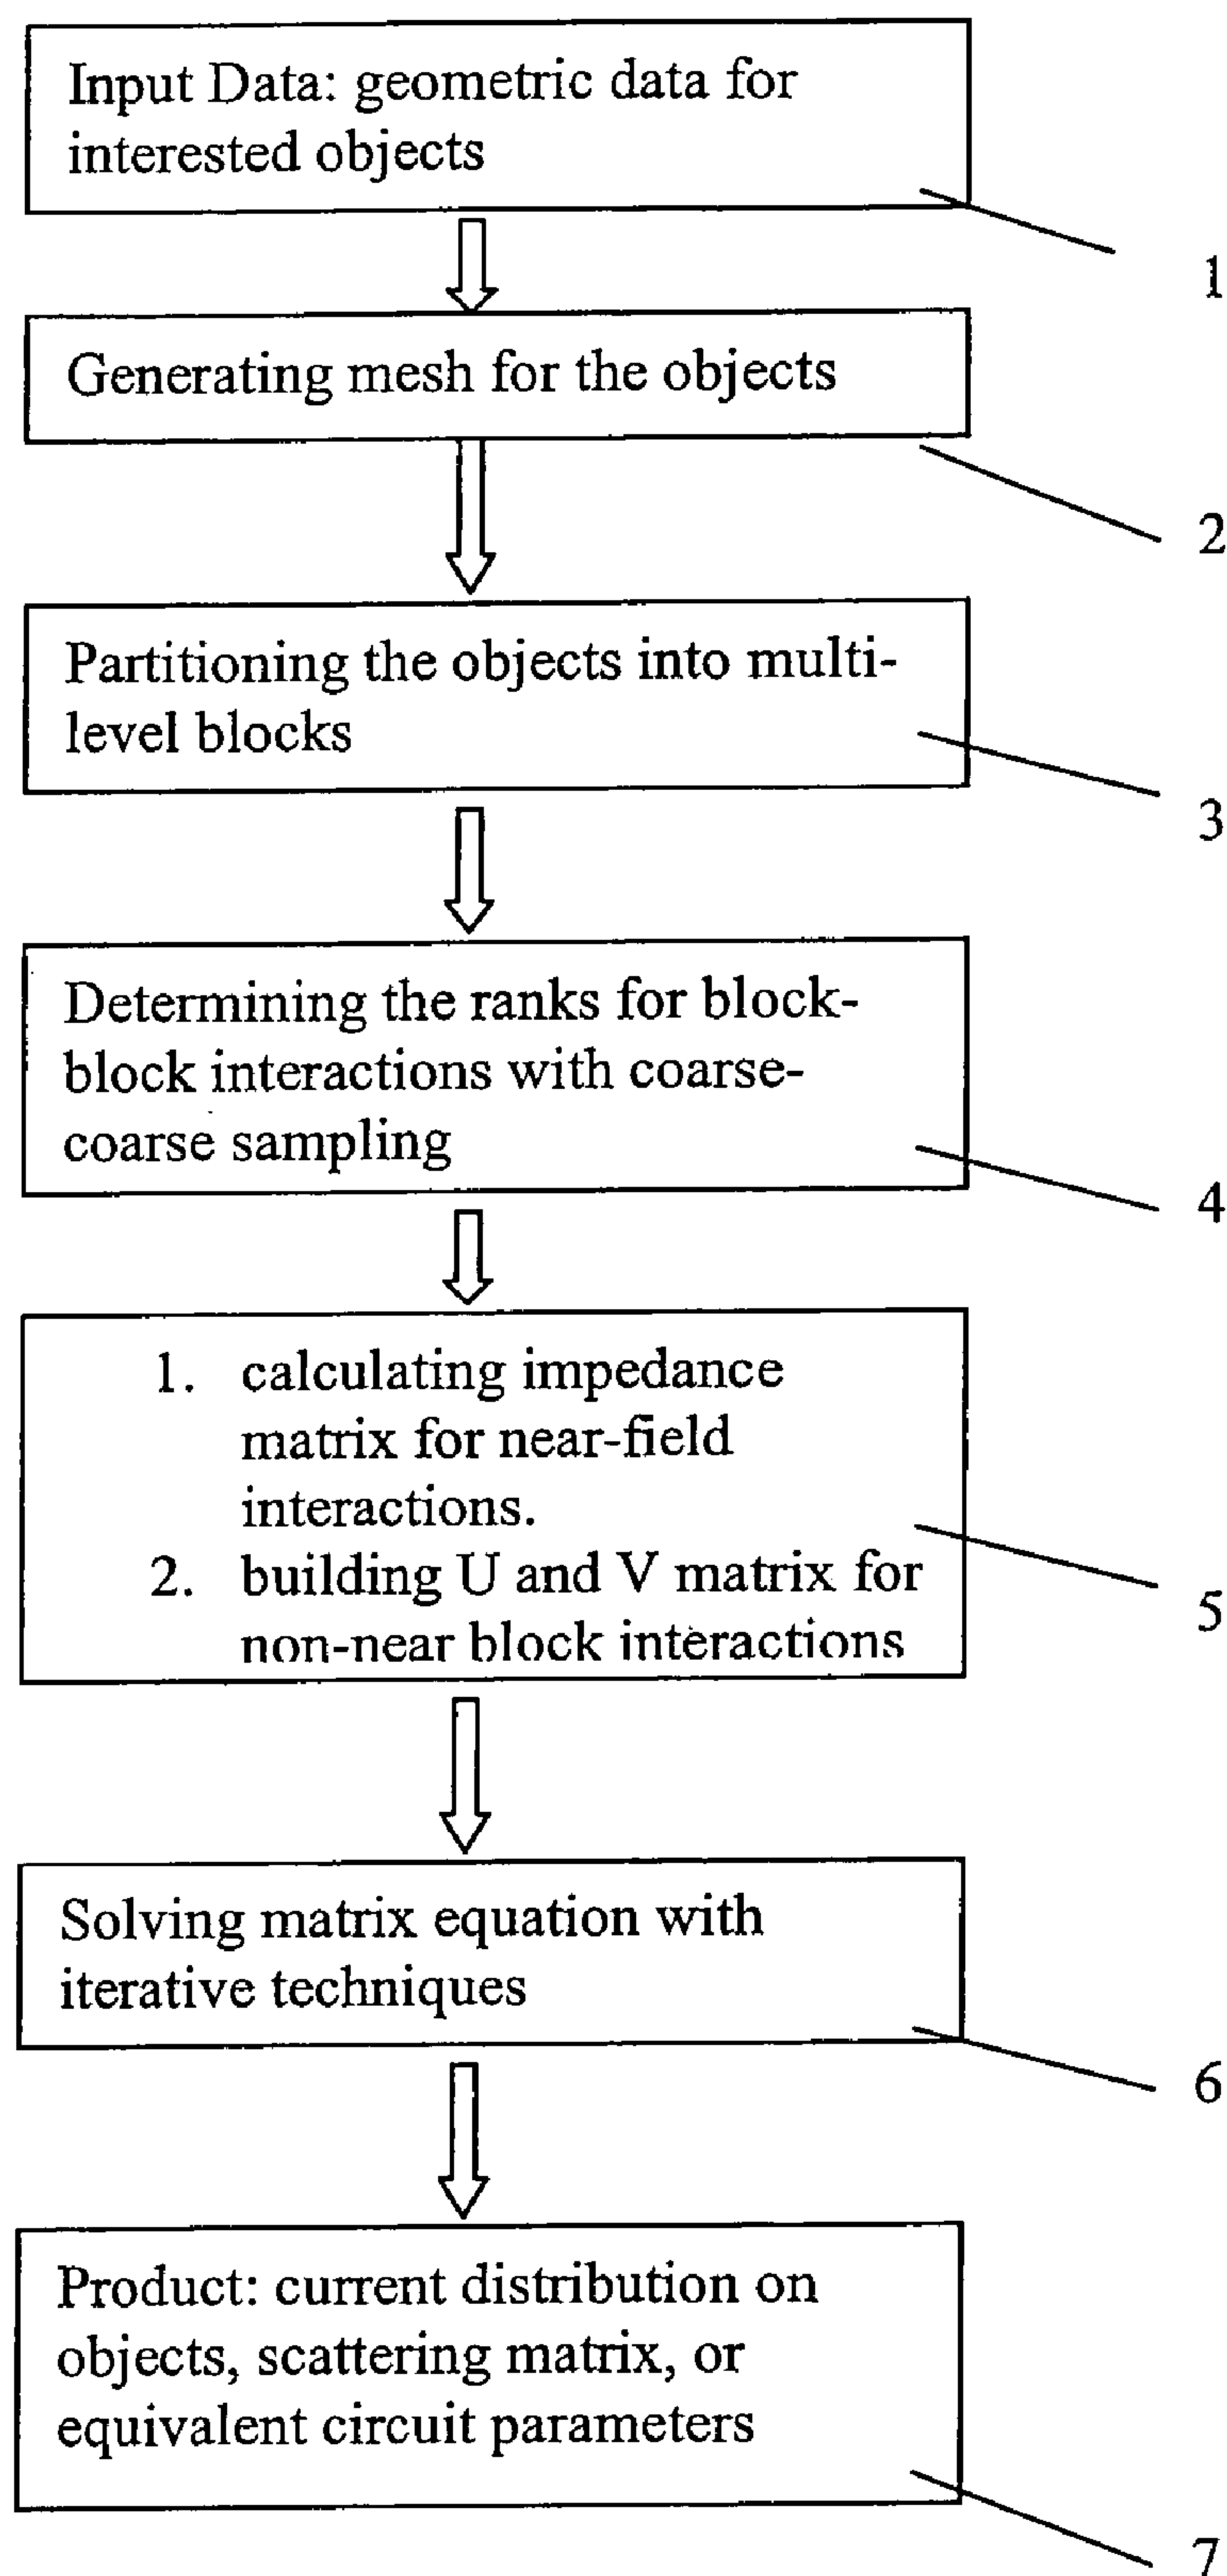 Input Data: geometric data for
interested objects
1
Generating mesh for the objects
2
Partitioning the objects into multi-
level blocks
3
Determining the ranks for block-
block interactions with coarse-
coarse sampling
4
1. calculating impedance
matrix for near-field
interactions.
2. building U and V matrix for
non-near block interactions
5
Solving matrix equation with
iterative techniques
6
Product: current distribution on
objects, scattering matrix, or
equivalent circuit parameters
7